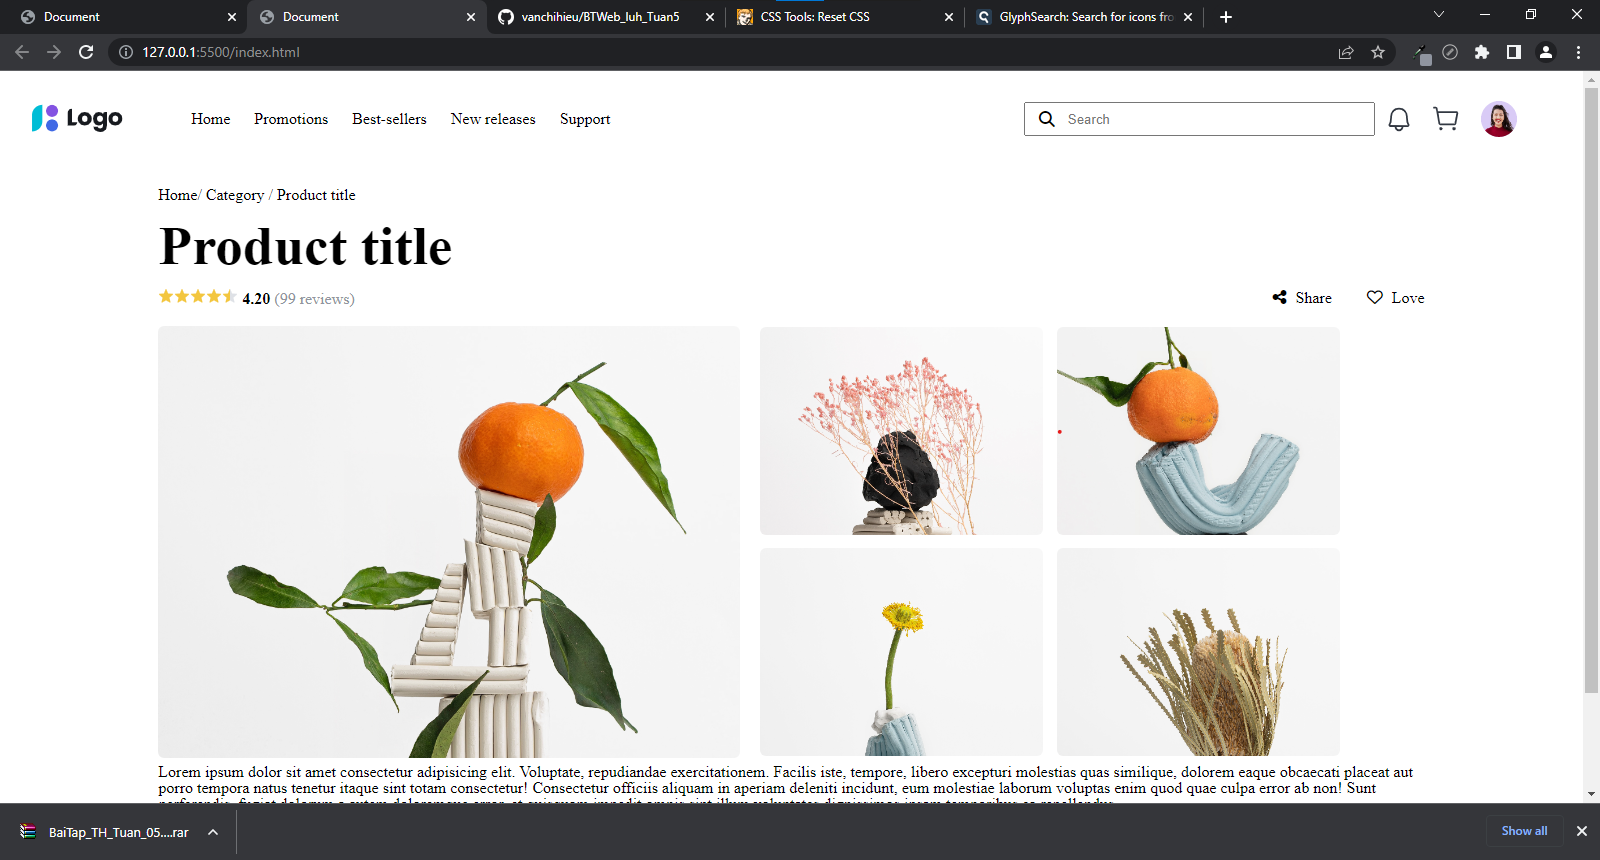 Document
Document
vanchihieu/BTWeb_Iuh_Tuan5
CSS Tools: Reset CSS
GlyphSearch: Search for icons fro
127.0.0.1:5500/index.html
Logo
Home
Promotions
Best-sellers
New releases
Support
Search
Home/ Category / Product title
Product title
4.20 (99 reviews)
Share
Love
Lorem ipsum dolor sit amet consectetur adipisicing elit. Voluptate, repudiandae exercitationem. Facilis iste, tempore, libero excepturi molestias quas similique, dolorem eaque obcaecati placeat aut
porro tempora natus tenetur itaque sint totam consectetur! Consectetur officiis aliquam in aperiam deleniti incidunt, eum molestiae laborum voluptas enim quod quae culpa error ab non! Sunt
BaiTap_TH_Tuan_05....rar
Show all